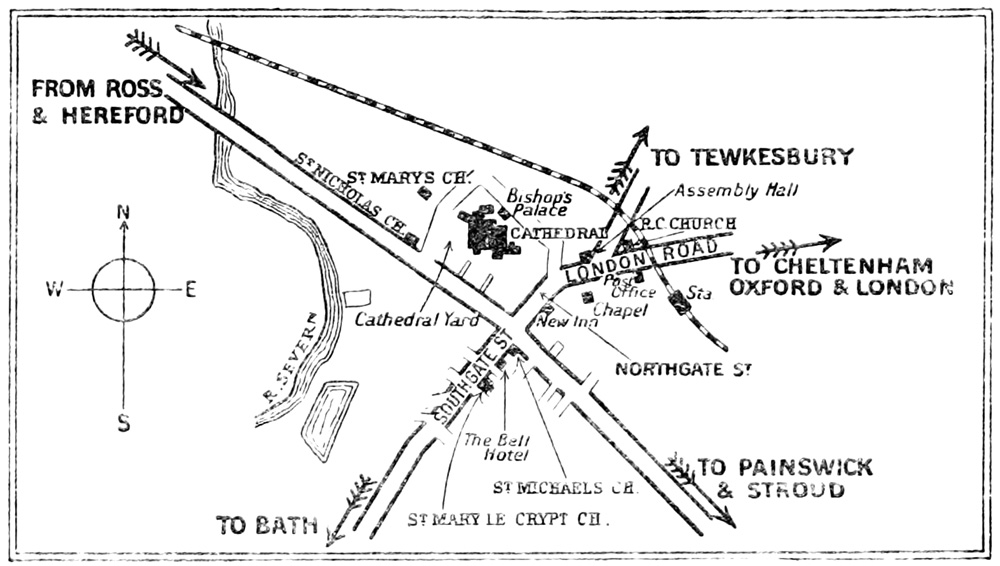 FROM ROSS
& HEREFORD
TO TEWKESBURY
Assembly Hall
ST NICHOLAS CH.
ST MARYS CH.
Bishop's
Palace
CATHEDRAL
R.C. CHURCH
LONDON ROAD
TO CHELTENHAM
OXFORD & LONDON
N
W
E
S
Post
Office
Sta
Chapel
Cathedral Yard
New Inn
NORTHGATE ST
R. SEVERN
SOUTHGATE ST
The Bell
Hotel
ST MICHAELS CH.
ST MARY LE CRYPT CH.
TO PAINSWICK
& STROUD
TO BATH